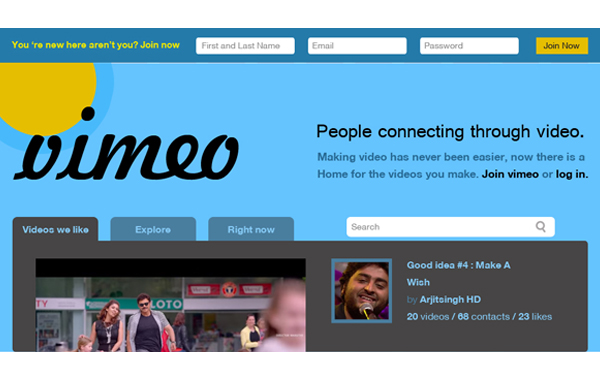 You 're new here aren't you? Join now
First and Last Name
Email
Password
Join Now
vimeo
People connecting through video.
Making video has never been easier, now there is a
Home for the videos you make. Join vimeo or log in.
Videos we like
Explore
Right now
Search
Good idea #4 : Make A
Wish
by Arjitsingh HD
20 videos / 68 contacts / 23 likes
LOTO